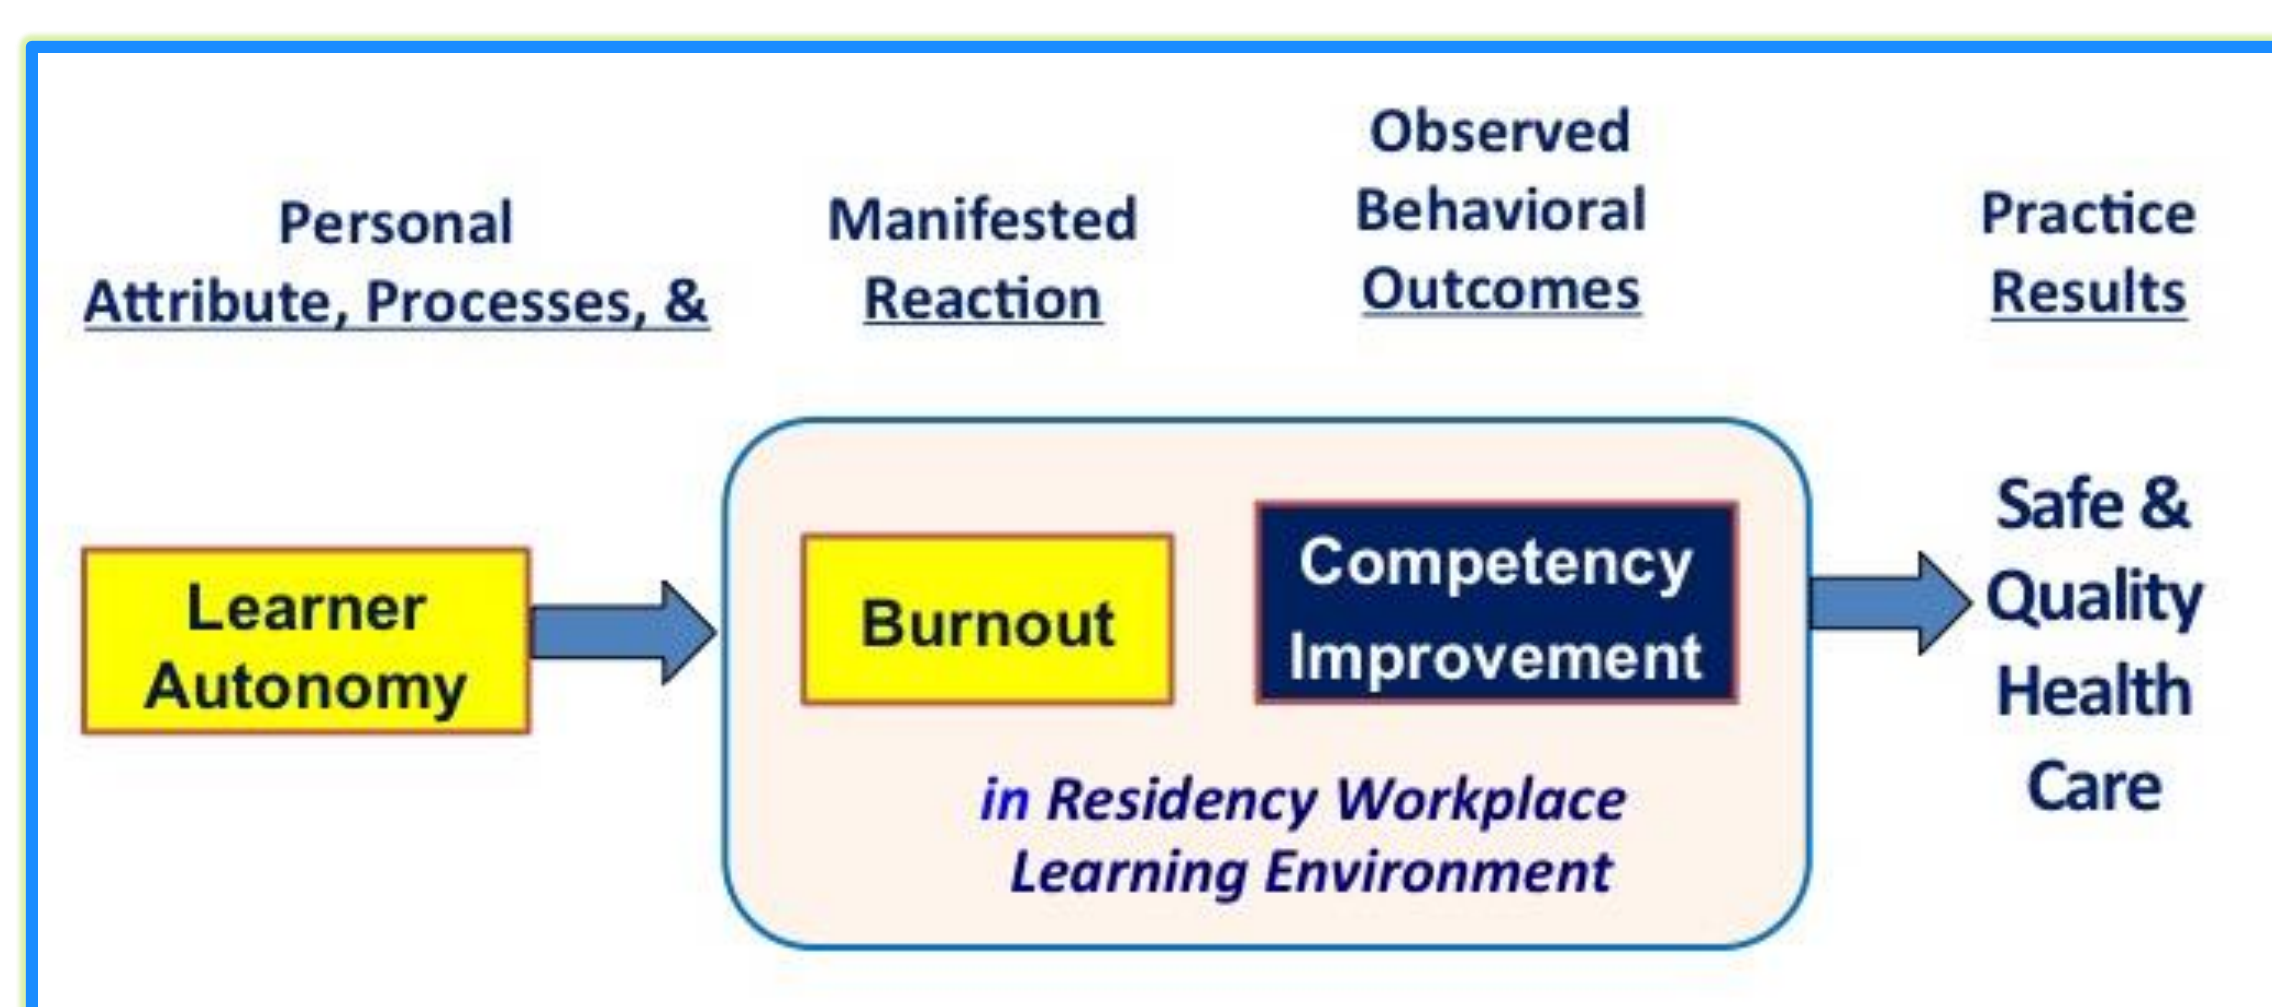 Personal
Attribute, Processes, &
Manifested
Reaction
Observed
Behavioral
Outcomes
Practice
Results
Learner
Autonomy
Burnout
Competency
Improvement
in Residency Workplace
Learning Environment
Safe &
Quality
Health
Care